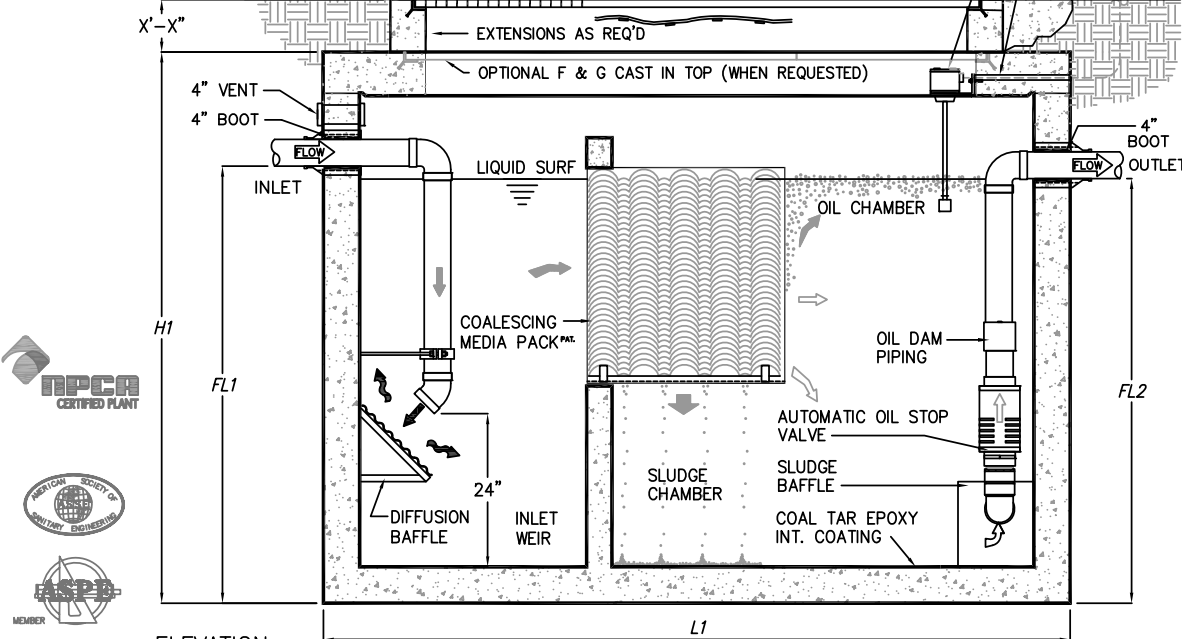 X'-X"
EXTENSIONS AS REQ'D
OPTIONAL F & G CAST IN TOP (WHEN REQUESTED)
4" VENT
4" BOOT
FLOW
INLET
LIQUID SURF
4"
BOOT
FLOW
OUTLET
OIL CHAMBER
H1
FL1
COALESCING
MEDIA PACK PAT.
OIL DAM
PIPING
FL2
NPCA
CERTIFIED PLANT
AUTOMATIC OIL STOP
VALVE
24"
SLUDGE
CHAMBER
SLUDGE
BAFFLE
DIFFUSION
BAFFLE
INLET
WEIR
COAL TAR EPOXY
INT. COATING
AMERICAN SOCIETY OF
A.S.S.E.
SANITARY ENGINEERING
ASPE
MEMBER
L1
ELEVATION